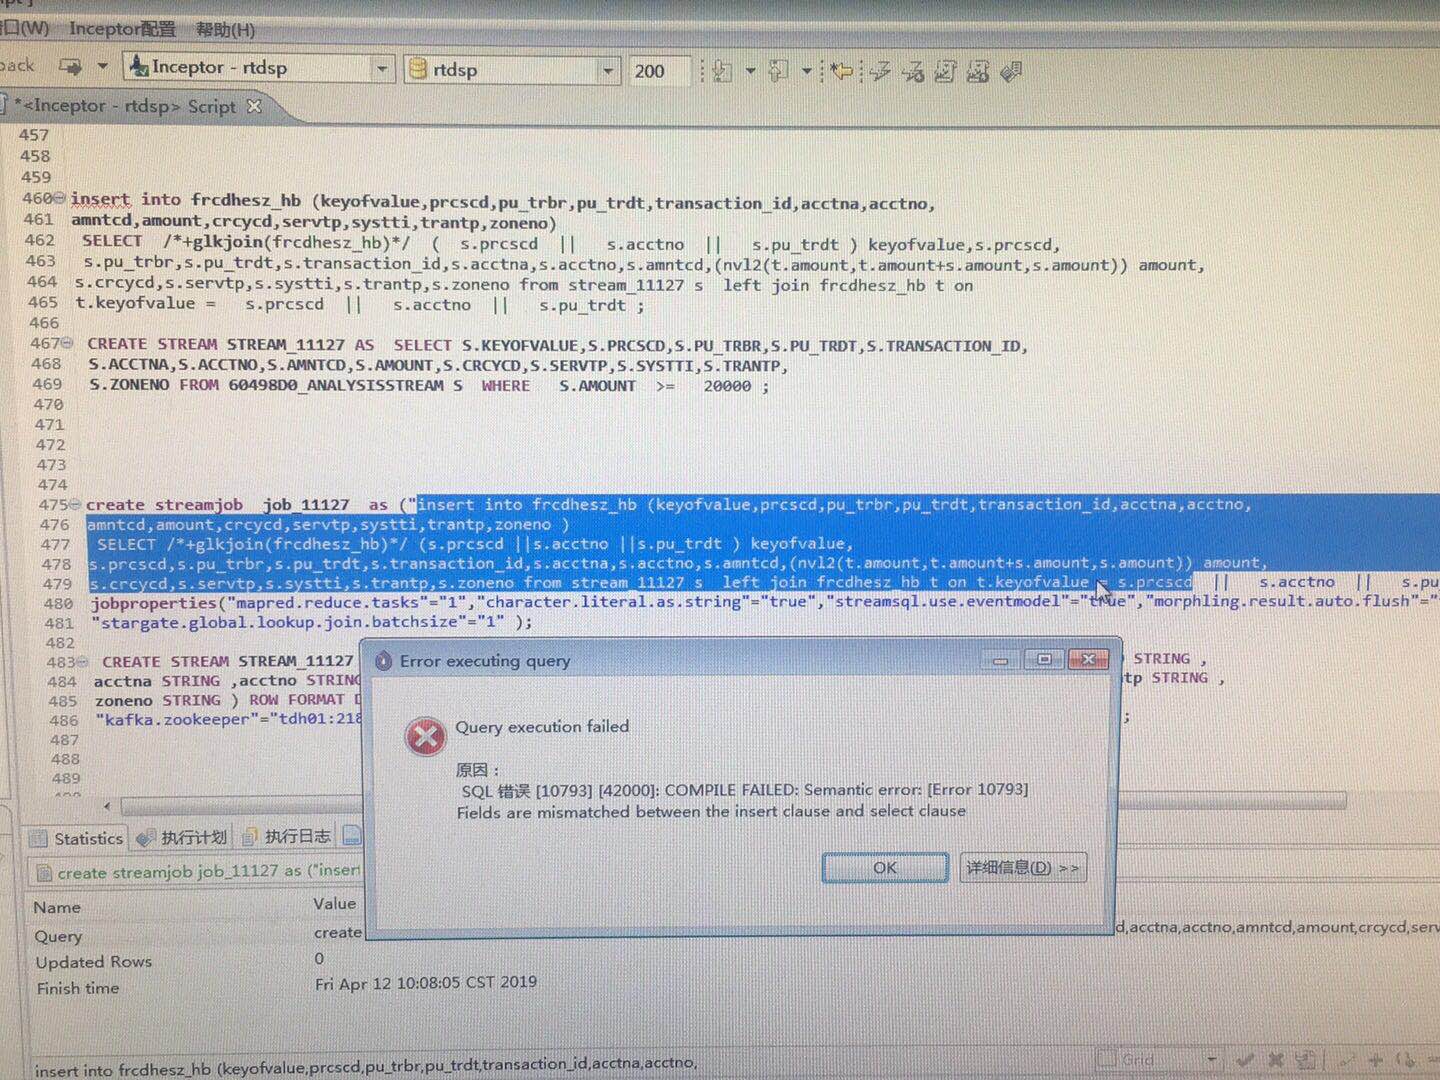 口(W) Inceptor配置 帮助(H)
Inceptor - rtdsp rtdsp 200
*<Inceptor - rtdsp> Script
457
458
459
460 insert into frcdhesz_hb (keyofvalue,prcscd,pu_trbr,pu_trdt,transaction_id,acctna,acctno,
461 amntcd,amount,crcycd,servtp,systti,trantp,zoneno)
462 SELECT /*+glkjoin(frcdhesz_hb)*/ ( s.prcscd || s.acctno || s.pu_trdt ) keyofvalue,s.prcscd,
463 s.pu_trbr,s.pu_trdt,s.transaction_id,s.acctna,s.acctno,s.amntcd,(nvl2(t.amount,t.amount+s.amount,s.amount)) amount,
464 s.crcycd,s.servtp,s.systti,s.trantp,s.zoneno from stream_11127 s left join frcdhesz_hb t on
465 t.keyofvalue = s.prcscd || s.acctno || s.pu_trdt ;
466
467 CREATE STREAM STREAM_11127 AS SELECT S.KEYOFVALUE,S.PRCSCD,S.PU_TRBR,S.PU_TRDT,S.TRANSACTION_ID,
468 S.ACCTNA,S.ACCTNO,S.AMNTCD,S.AMOUNT,S.CRCYCD,S.SERVTP,S.SYSTTI,S.TRANTP,
469 S.ZONENO FROM 60498D0_ANALYSISSTREAM S WHERE S.AMOUNT >= 20000 ;
470
471
472
473
474
475 create streamjob job_11127 as ("insert into frcdhesz_hb (keyofvalue,prcscd,pu_trbr,pu_trdt,transaction_id,acctna,acctno,
476 amntcd,amount,crcycd,servtp,systti,trantp,zoneno )
477 SELECT /*+glkjoin(frcdhesz_hb)*/ (s.prcscd ||s.acctno ||s.pu_trdt ) keyofvalue,
478 s.prcscd,s.pu_trbr,s.pu_trdt,s.transaction_id,s.acctna,s.acctno,s.amntcd,(nvl2(t.amount,t.amount+s.amount,s.amount)) amount,
479 s.crcycd,s.servtp,s.systti,s.trantp,s.zoneno from stream_11127 s left join frcdhesz_hb t on t.keyofvalue = s.prcscd || s.acctno || s.pu
480 jobproperties("mapred.reduce.tasks"="1","character.literal.as.string"="true","streamsql.use.eventmodel"="true","morphling.result.auto.flush"="
481 "stargate.global.lookup.join.batchsize"="1" );
482
483 CREATE STREAM STREAM_11127 STRING ,
484 acctna STRING ,acctno STRING tp STRING ,
485 zoneno STRING ) ROW FORMAT
486 "kafka.zookeeper"="tdh01:218 ;
487
488
489
Error executing query
Query execution failed
原因：
SQL 错误 [10793] [42000]: COMPILE FAILED: Semantic error: [Error 10793]
Fields are mismatched between the insert clause and select clause
OK 详细信息(D) >>
Statistics 执行计划 执行日志
create streamjob job_11127 as ("insert
Name Value
Query create d,acctna,acctno,amntcd,amount,crcycd,serv
Updated Rows 0
Finish time Fri Apr 12 10:08:05 CST 2019
insert into frcdhesz_hb (keyofvalue,prcscd,pu_trbr,pu_trdt,transaction_id,acctna,acctno,
Grid